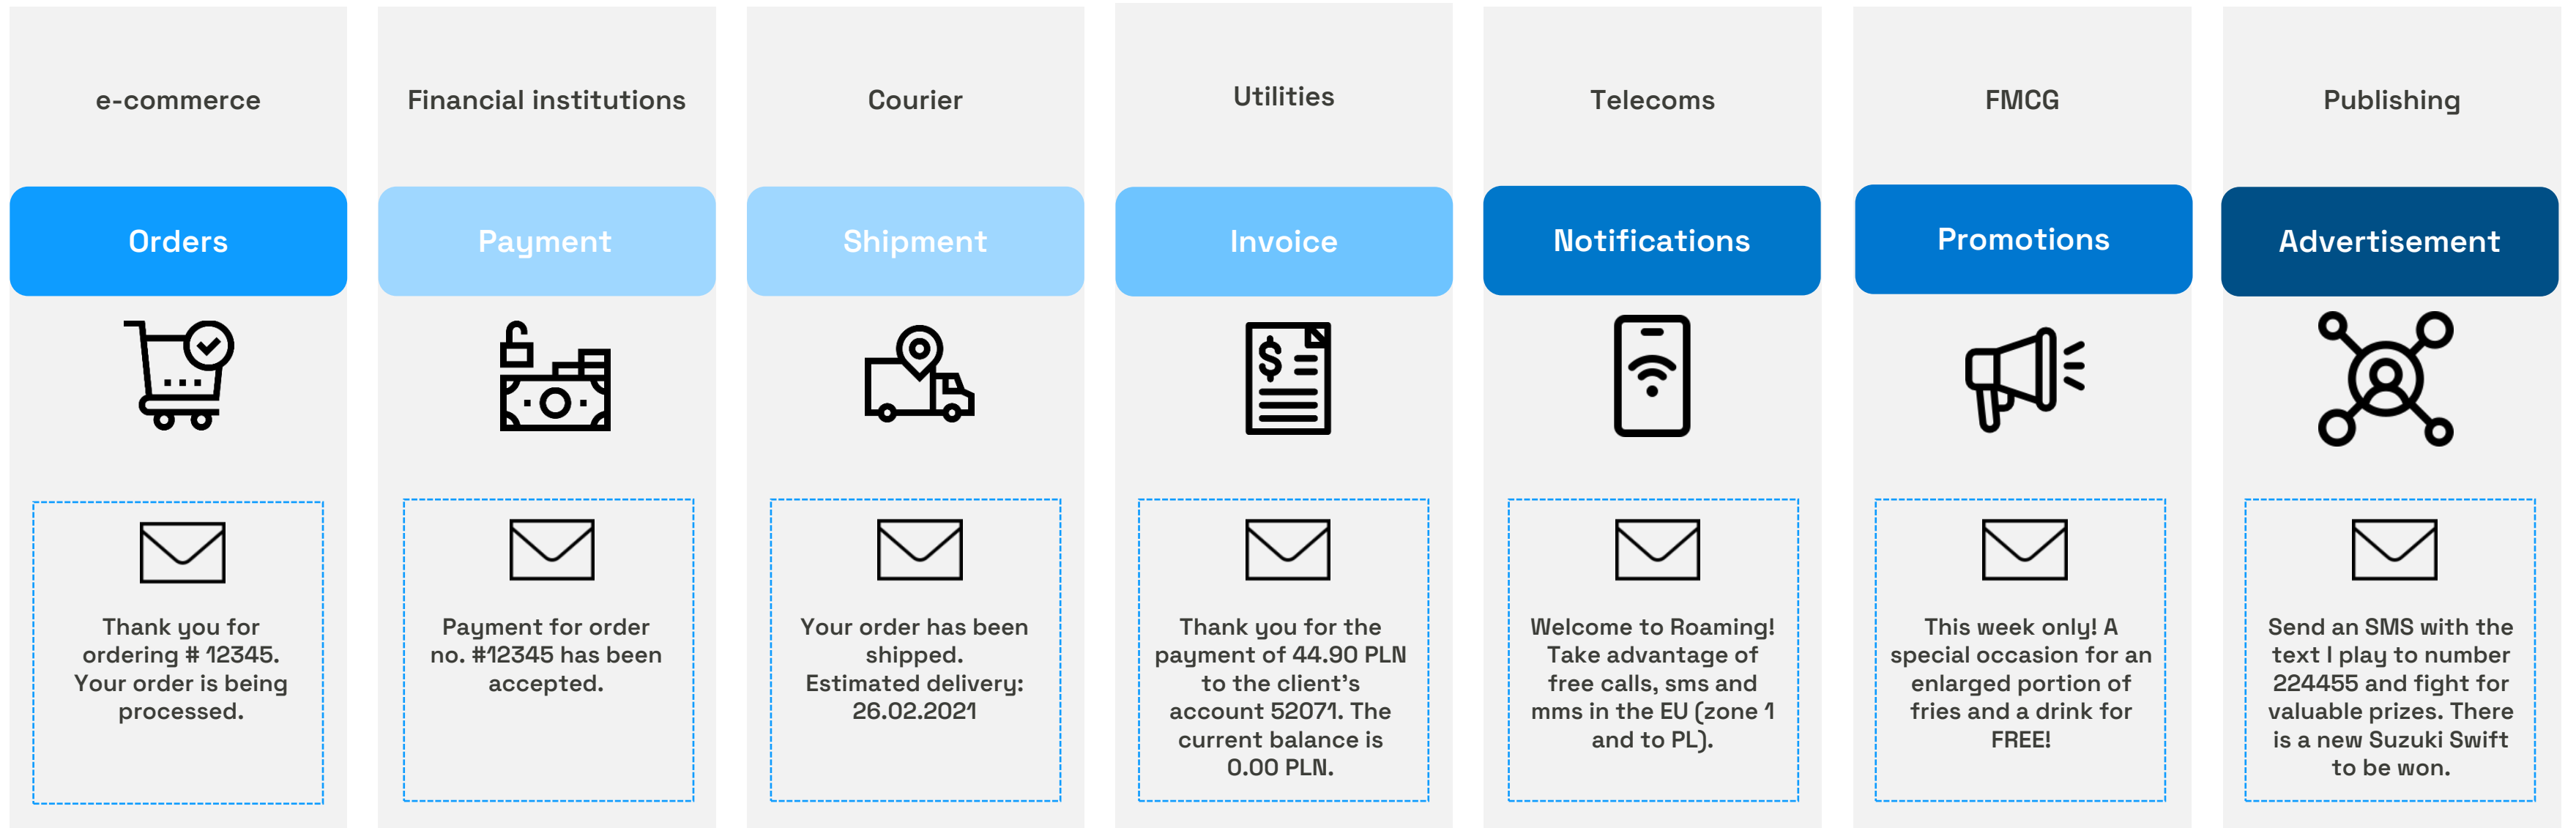 e-commerce
Orders
Thank you for
ordering # 12345.
Your order is being
processed.
Financial institutions
Payment
Payment for order
no. #12345 has been
accepted.
Courier
Shipment
Your order has been
shipped.
Estimated delivery:
26.02.2021
Utilities
Invoice
$
Thank you for the
payment of 44.90 PLN
to the client's
account 52071. The
current balance is
0.00 PLN.
Telecoms
Notifications
Welcome to Roaming!
Take advantage of
free calls, sms and
mms in the EU (zone 1
and to PL).
FMCG
Promotions
This week only! A
special occasion for an
enlarged portion of
fries and a drink for
FREE!
Publishing
Advertisement
Send an SMS with the
text I play to number
224455 and fight for
valuable prizes. There
is a new Suzuki Swift
to be won.